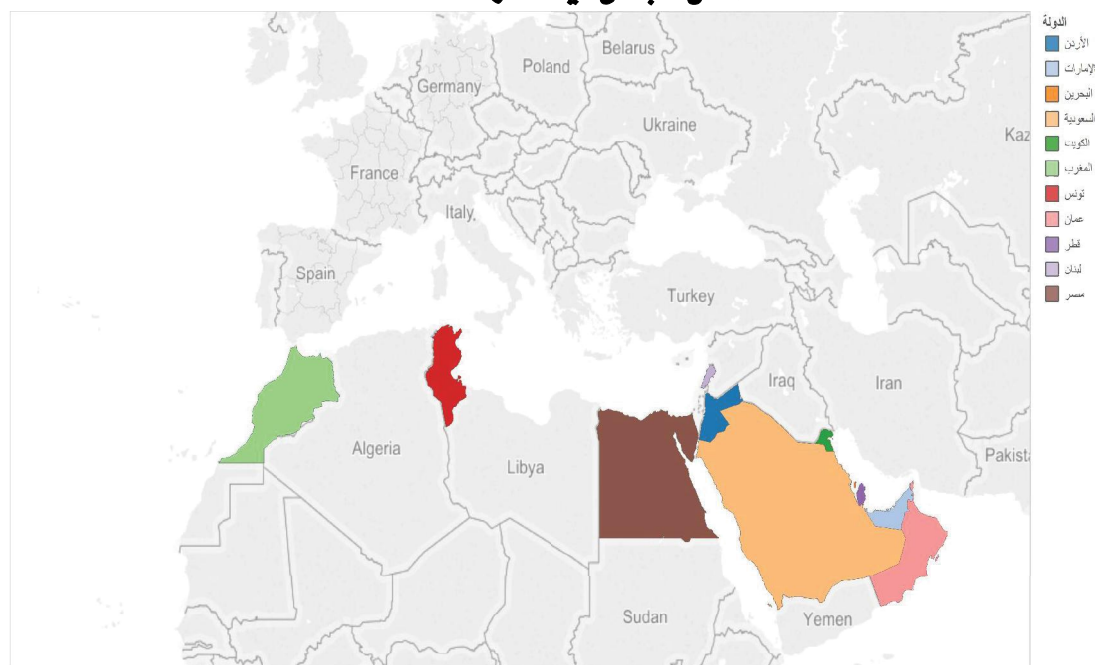 Belarus
Poland
Germany
Ukraine
Kaz
France
Italy
Spain
Turkey
Iraq
Iran
Algeria
Libya
Pakist
Sudan
Yemen
الدولة
الأردن
الإمارات
البحرين
السعودية
الكويت
المغرب
تونس
عمان
قطر
لبنان
مصر